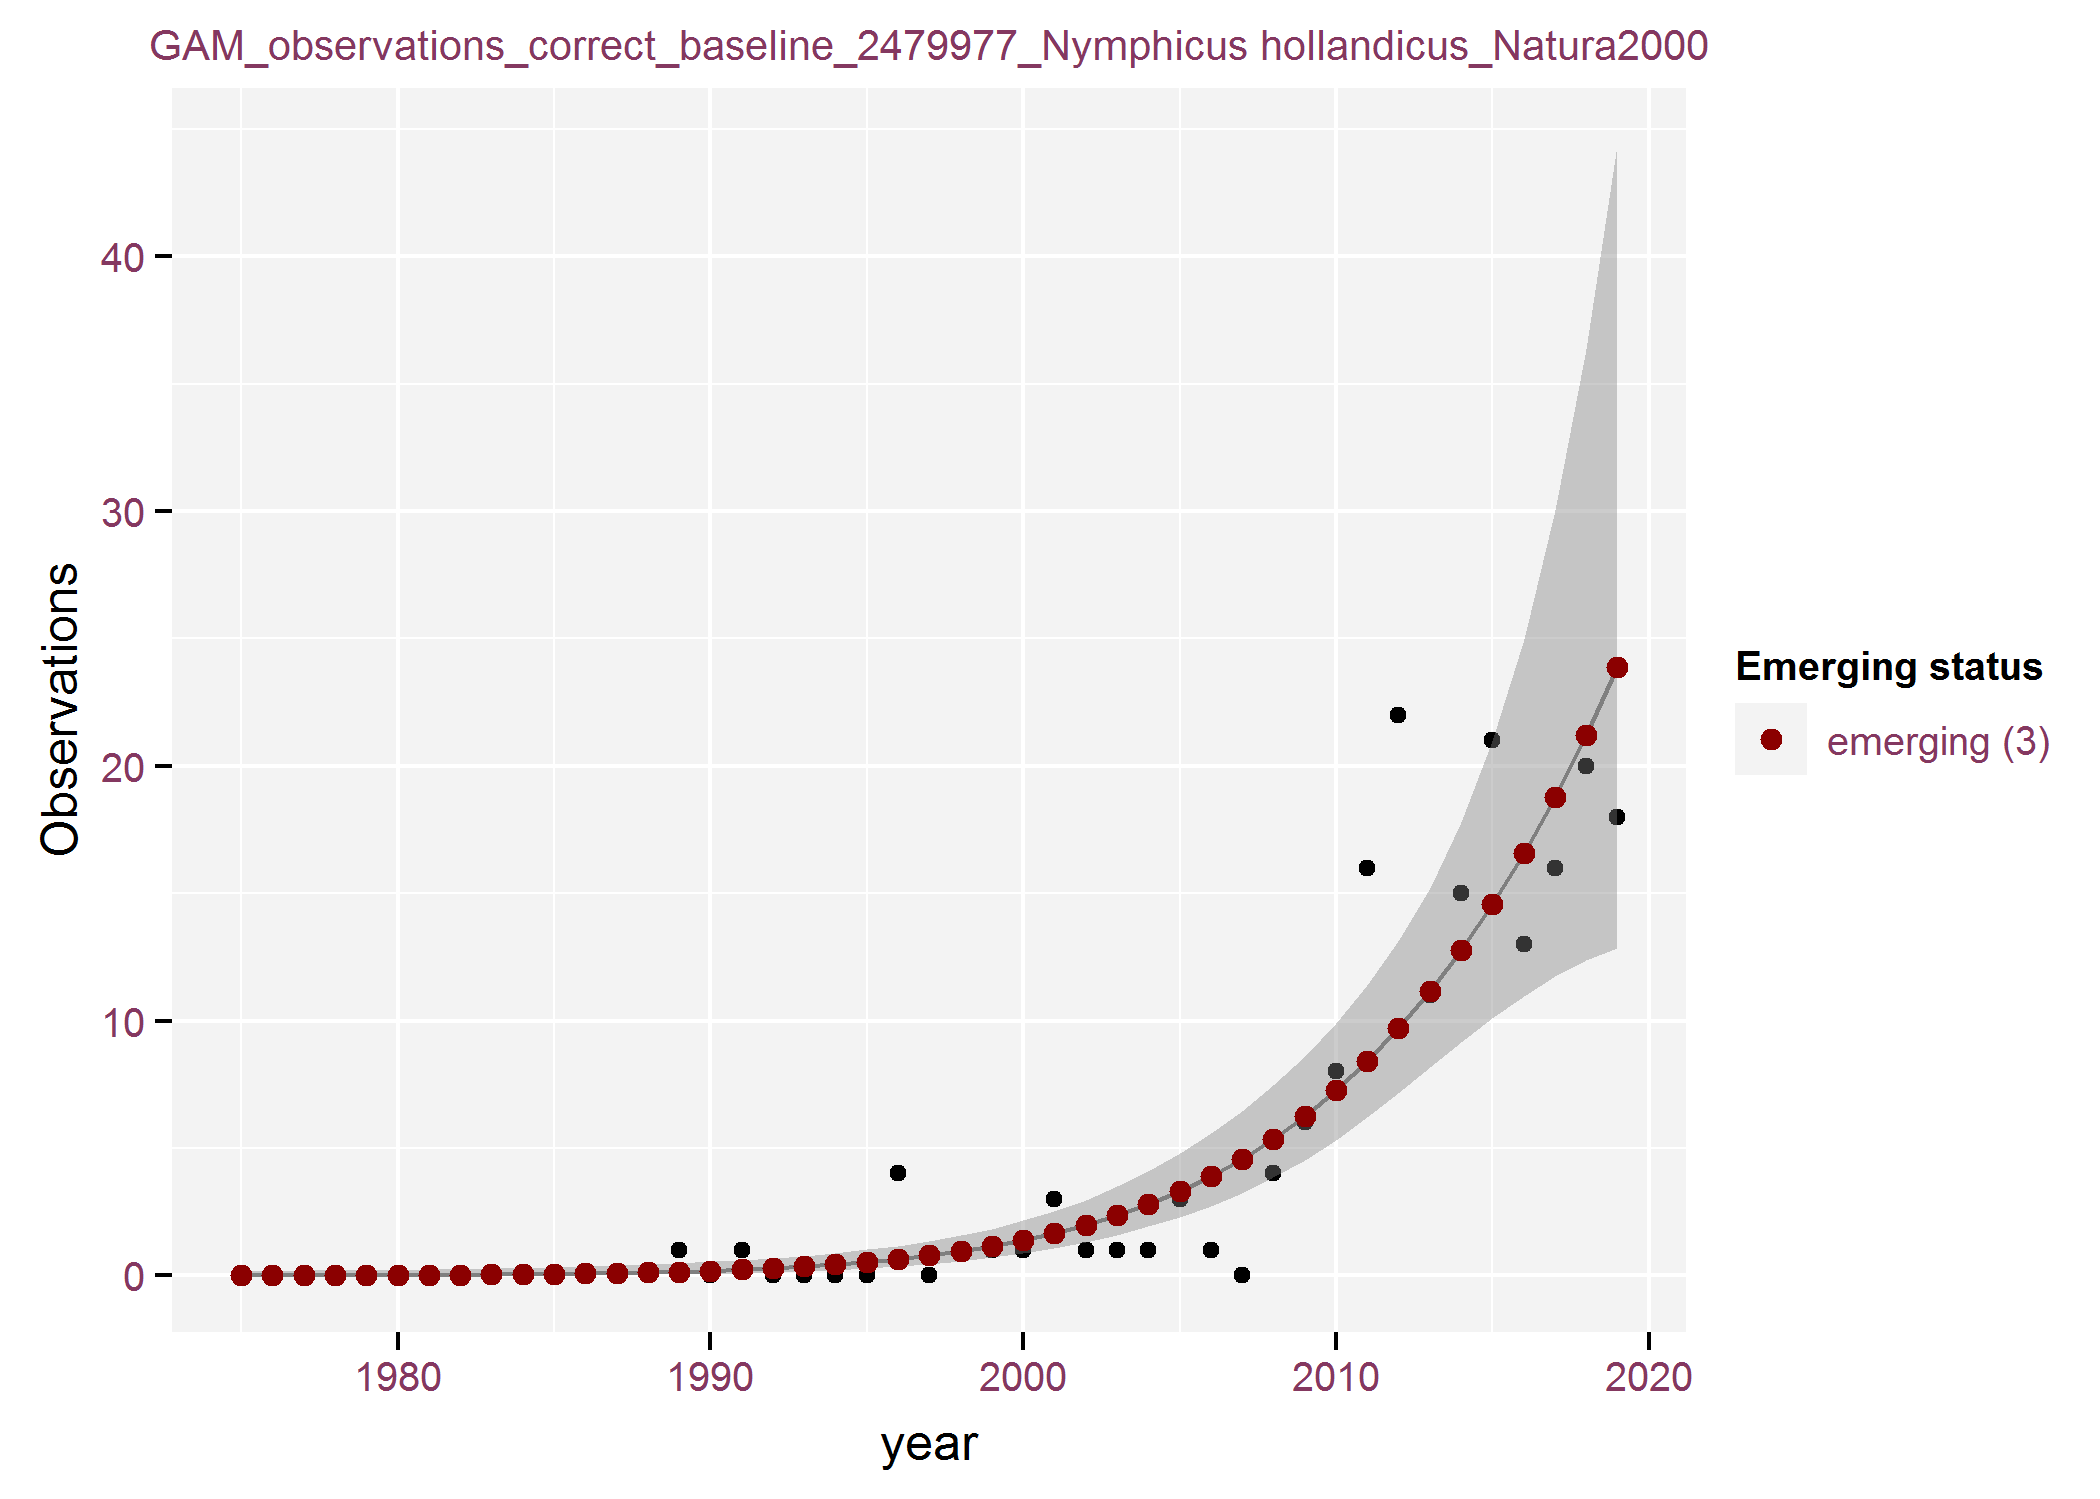 GAM_observations_correct_baseline_2479977_Nymphicus hollandicus_Natura2000
40
30
20
10
0
Observations
1980 1990 2000 2010 2020
year
Emerging status
emerging (3)